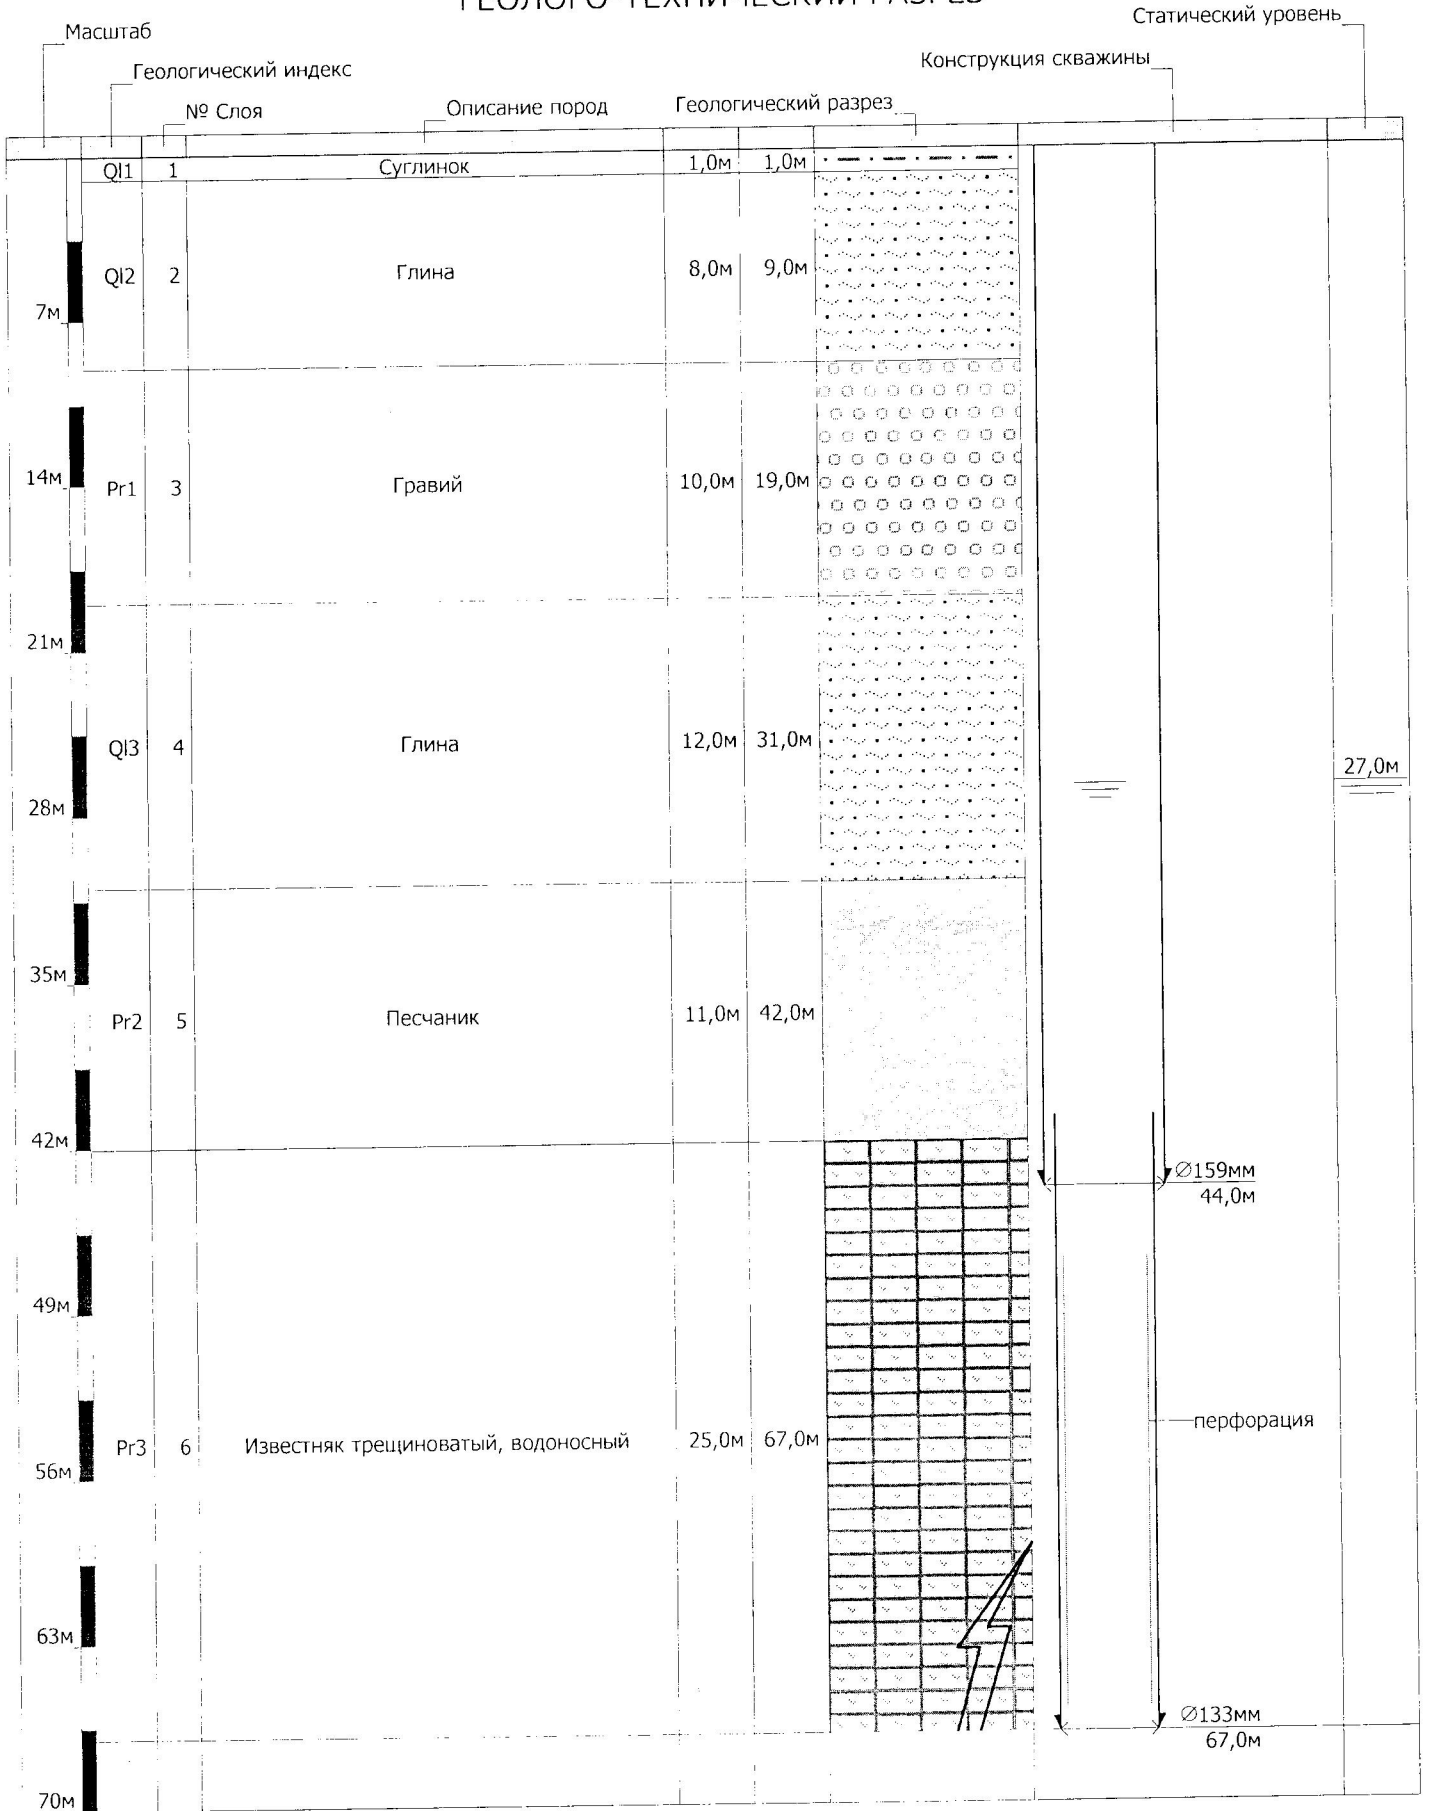 ГЕОЛОГО-ТЕХНИЧЕСКИЙ РАЗРЕЗ
Масштаб
Статический уровень
Геологический индекс
Конструкция скважины
№ Слоя
Описание пород
Геологический разрез
Ql1 1 Суглинок 1,0м 1,0м
Ql2 2 Глина 8,0м 9,0м
7м
14м
Pr1 3 Гравий 10,0м 19,0м
21м
Ql3 4 Глина 12,0м 31,0м
27,0м
28м
35м
Pr2 5 Песчаник 11,0м 42,0м
42м
∅159мм
44,0м
49м
перфорация
Pr3 6 Известняк трещиноватый, водоносный 25,0м 67,0м
56м
63м
∅133мм
67,0м
70м